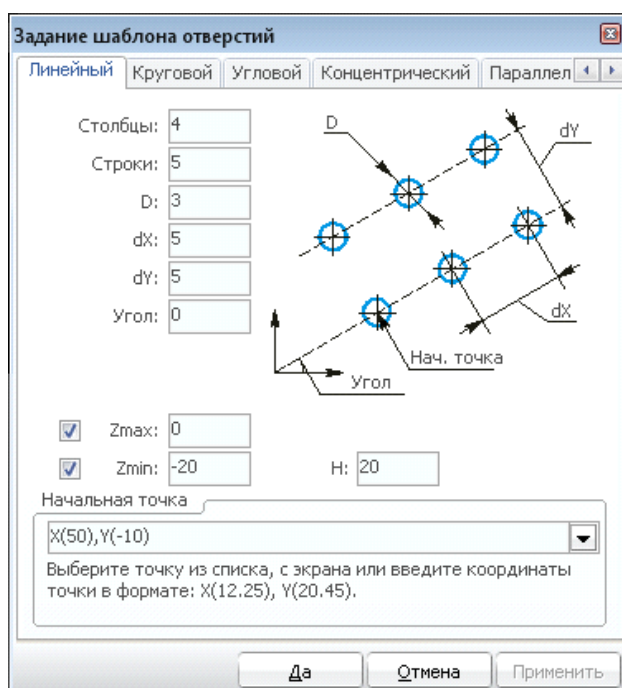 Задание шаблона отверстий
Линейный Круговой Угловой Концентрический Параллел
Столбцы: 4
Строки: 5
D: 3
dX: 5
dY: 5
Угол: 0
D
dY
dX
Нач. точка
Угол
Zmax: 0
Zmin: -20 H: 20
Начальная точка
X(50),Y(-10)
Выберите точку из списка, с экрана или введите координаты
точки в формате: X(12.25), Y(20.45).
Да Отмена Применить